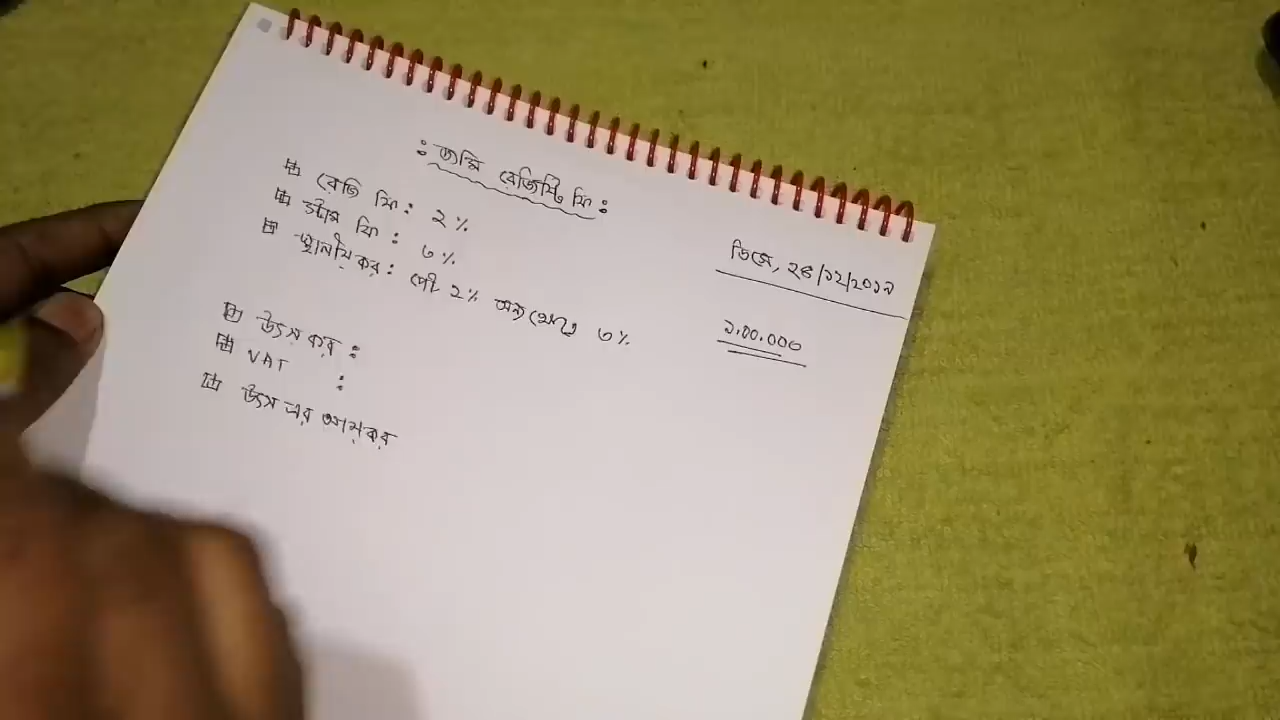 : জমি রেজিষ্ট্রি ফি :
রেজি ফি : ২%
স্টাম্প ফি : ৩%
স্থানীয় কর : পৌ ২% অন্য ৩%
ডিজে, ২৪/১২/২০১৯
১.০০.০০০
উৎস কর :
VAT :
উৎস এর আয়কর